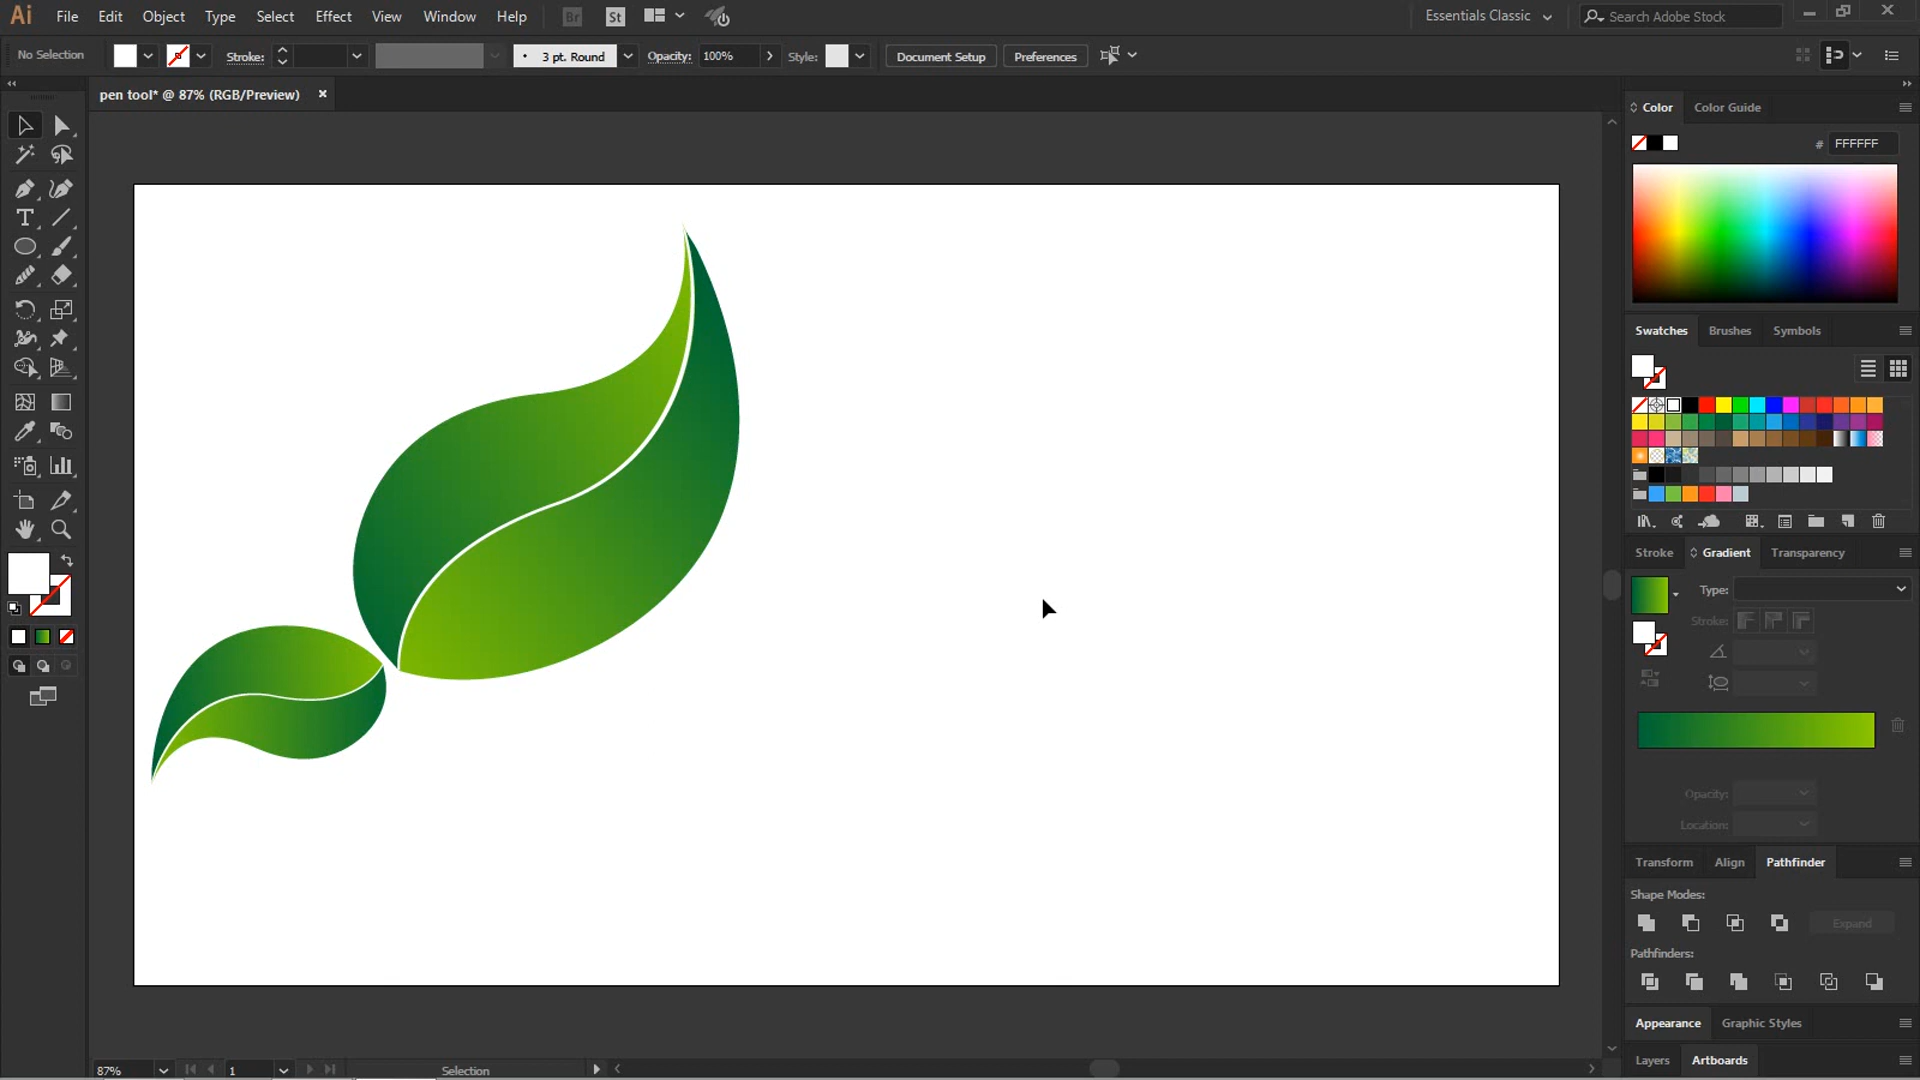 Ai File Edit Object Type Select Effect View Window Help Br St Essentials Classic Search Adobe Stock
No Selection Stroke: 3 pt. Round Opacity: 100% Style: Document Setup Preferences
pen tool* @ 87% (RGB/Preview)
Color Color Guide
# FFFFFF
Swatches Brushes Symbols
Stroke Gradient Transparency
Type:
Stroke:
Opacity:
Location:
Transform Align Pathfinder
Shape Modes:
Expand
Pathfinders:
Appearance Graphic Styles
Layers Artboards
87% 1 Selection